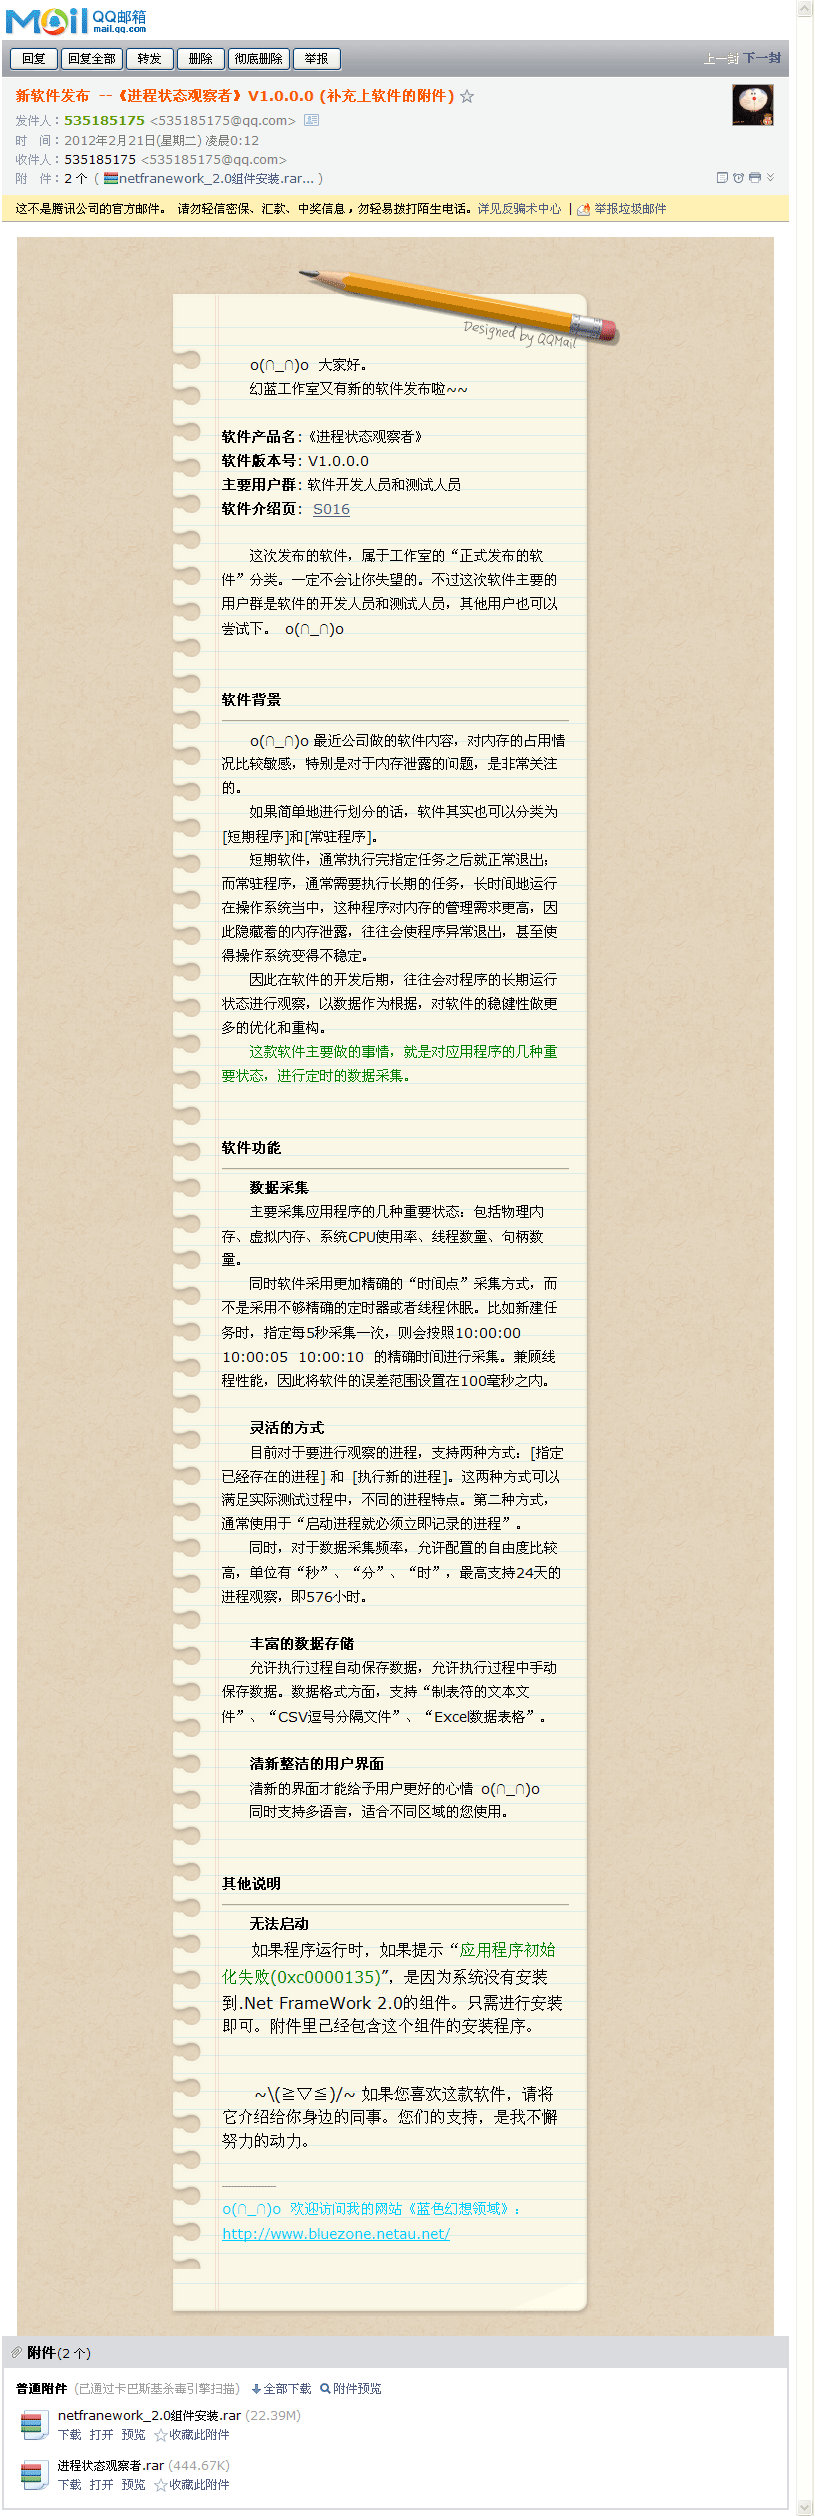 Mail QQ邮箱
mail.qq.com
回复 回复全部 转发 删除 彻底删除 举报 上一封 下一封
新软件发布 --《进程状态观察者》V1.0.0.0 (补充上软件的附件) ☆
发件人：535185175 <535185175@qq.com>
时 间：2012年2月21日(星期二) 凌晨0:12
收件人：535185175 <535185175@qq.com>
附 件：2 个 ( netfranework_2.0组件安装.rar... )
这不是腾讯公司的官方邮件。 请勿轻信密保、汇款、中奖信息，勿轻易拨打陌生电话。详见反骗术中心 | 举报垃圾邮件
Designed by QQMail
o(∩_∩)o 大家好。
幻蓝工作室又有新的软件发布啦~~
软件产品名：《进程状态观察者》
软件版本号：V1.0.0.0
主要用户群：软件开发人员和测试人员
软件介绍页： S016
这次发布的软件，属于工作室的“正式发布的软
件”分类。一定不会让你失望的。不过这次软件主要的
用户群是软件的开发人员和测试人员，其他用户也可以
尝试下。 o(∩_∩)o
软件背景
o(∩_∩)o 最近公司做的软件内容，对内存的占用情
况比较敏感，特别是对于内存泄露的问题，是非常关注
的。
如果简单地进行划分的话，软件其实也可以分类为
[短期程序]和[常驻程序]。
短期软件，通常执行完指定任务之后就正常退出；
而常驻程序，通常需要执行长期的任务，长时间地运行
在操作系统当中，这种程序对内存的管理需求更高，因
此隐藏着的内存泄露，往往会使程序异常退出，甚至使
得操作系统变得不稳定。
因此在软件的开发后期，往往会对程序的长期运行
状态进行观察，以数据作为根据，对软件的稳健性做更
多的优化和重构。
这款软件主要做的事情，就是对应用程序的几种重
要状态，进行定时的数据采集。
软件功能
数据采集
主要采集应用程序的几种重要状态：包括物理内
存、虚拟内存、系统CPU使用率、线程数量、句柄数
量。
同时软件采用更加精确的“时间点”采集方式，而
不是采用不够精确的定时器或者线程休眠。比如新建任
务时，指定每5秒采集一次，则会按照10:00:00
10:00:05 10:00:10 的精确时间进行采集。兼顾线
程性能，因此将软件的误差范围设置在100毫秒之内。
灵活的方式
目前对于要进行观察的进程，支持两种方式：[指定
已经存在的进程] 和 [执行新的进程]。这两种方式可以
满足实际测试过程中，不同的进程特点。第二种方式，
通常使用于“启动进程就必须立即记录的进程”。
同时，对于数据采集频率，允许配置的自由度比较
高，单位有“秒”、“分”、“时”，最高支持24天的
进程观察，即576小时。
丰富的数据存储
允许执行过程自动保存数据，允许执行过程中手动
保存数据。数据格式方面，支持“制表符的文本文
件”、“CSV逗号分隔文件”、“Excel数据表格”。
清新整洁的用户界面
清新的界面才能给予用户更好的心情 o(∩_∩)o
同时支持多语言，适合不同区域的您使用。
其他说明
无法启动
如果程序运行时，如果提示“应用程序初始
化失败(0xc0000135)”，是因为系统没有安装
到.Net FrameWork 2.0的组件。只需进行安装
即可。附件里已经包含这个组件的安装程序。
~\(≧▽≦)/~ 如果您喜欢这款软件，请将
它介绍给你身边的同事。您们的支持，是我不懈
努力的动力。
o(∩_∩)o 欢迎访问我的网站《蓝色幻想领域》：
http://www.bluezone.netau.net/
附件(2 个)
普通附件 (已通过卡巴斯基杀毒引擎扫描) 全部下载 附件预览
netfranework_2.0组件安装.rar (22.39M)
下载 打开 预览 ☆收藏此附件
进程状态观察者.rar (444.67K)
下载 打开 预览 ☆收藏此附件